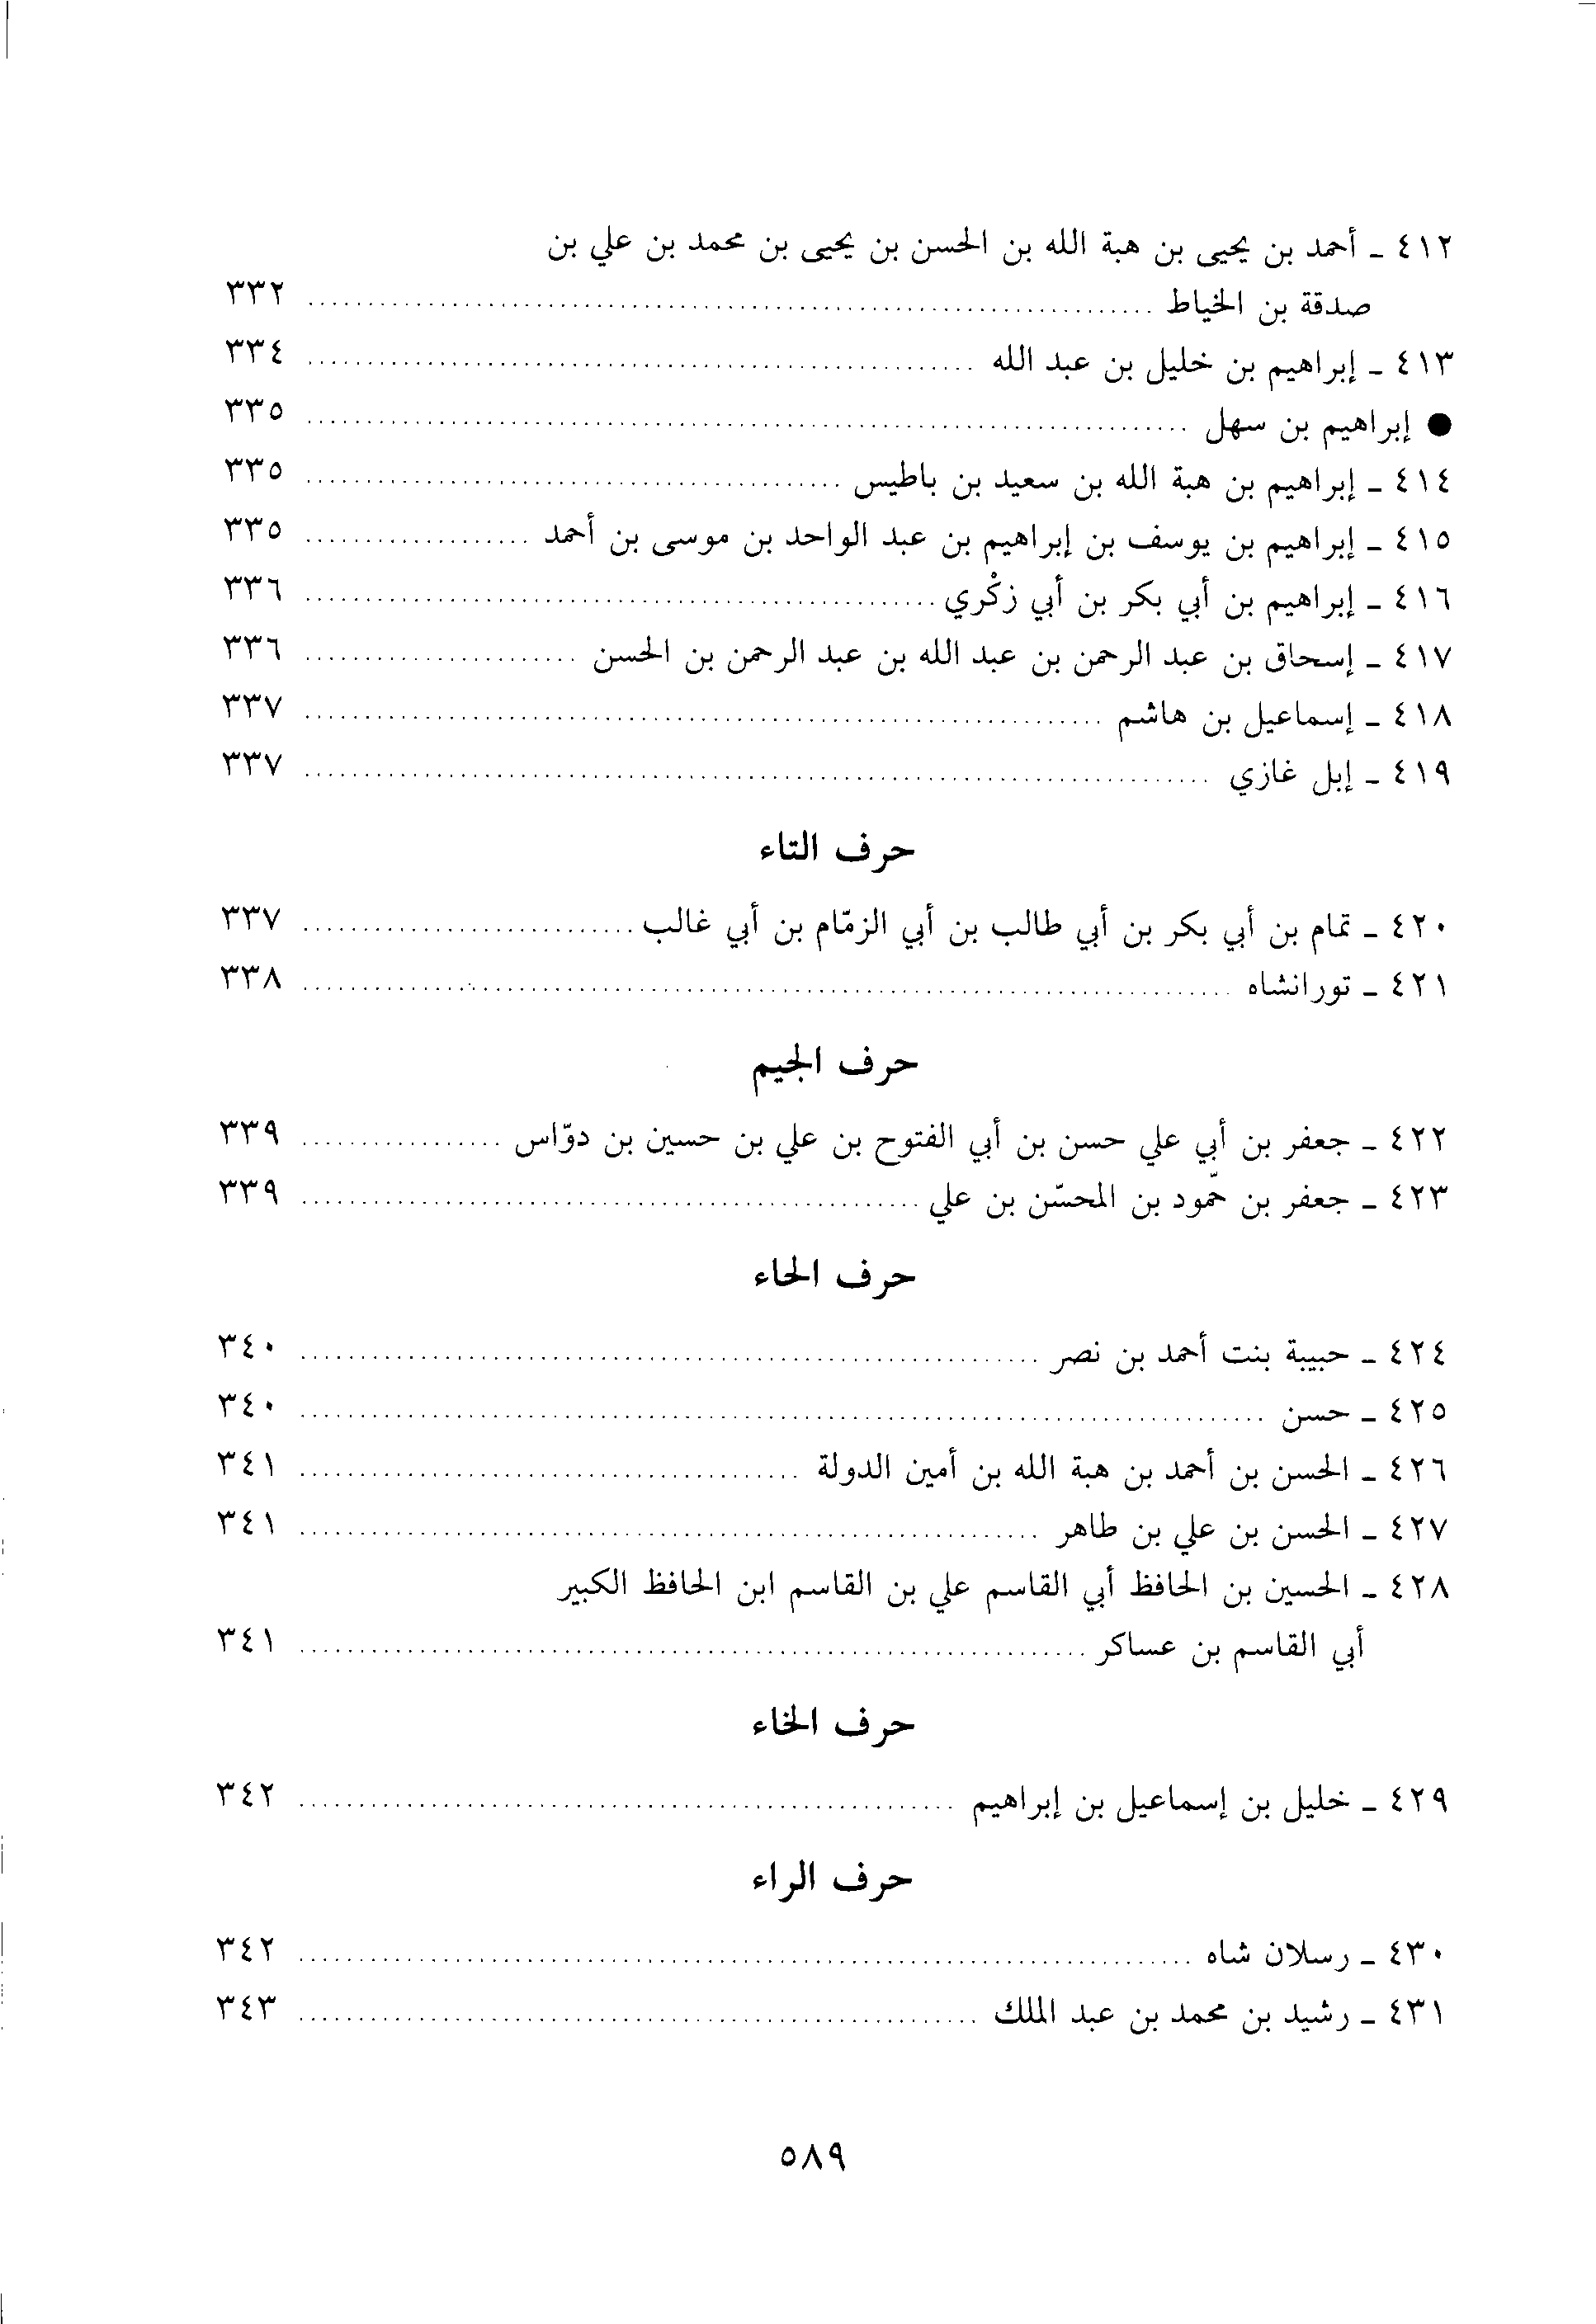 ٤١٢ - أحمد بن يحيى بن هبة الله بن الحسن بن يحيى بن محمد بن علي بن
صدقة بن الخياط ........ ٣٣٢
٤١٣ - إبراهيم بن خليل بن عبد الله ........ ٣٣٤
● إبراهيم بن سهل ........ ٣٣٥
٤١٤ - إبراهيم بن هبة الله بن سعيد بن باطيس ........ ٣٣٥
٤١٥ - إبراهيم بن يوسف بن إبراهيم بن عبد الواحد بن موسى بن أحمد ........ ٣٣٥
٤١٦ - إبراهيم بن أبي بكر بن أبي زكْري ........ ٣٣٦
٤١٧ - إسحاق بن عبد الرحمن بن عبد الله بن عبد الرحمن بن الحسن ........ ٣٣٦
٤١٨ - إسماعيل بن هاشم ........ ٣٣٧
٤١٩ - إبل غازي ........ ٣٣٧
حرف التاء
٤٢٠ - تمام بن أبي بكر بن أبي طالب بن أبي الزمّام بن أبي غالب ........ ٣٣٧
٤٢١ - تورانشاه ........ ٣٣٨
حرف الجيم
٤٢٢ - جعفر بن أبي علي حسن بن أبي الفتوح بن علي بن حسين بن دوّاس ........ ٣٣٩
٤٢٣ - جعفر بن حمّود بن المحسّن بن علي ........ ٣٣٩
حرف الحاء
٤٢٤ - حبيبة بنت أحمد بن نصر ........ ٣٤٠
٤٢٥ - حسن ........ ٣٤٠
٤٢٦ - الحسن بن أحمد بن هبة الله بن أمين الدولة ........ ٣٤١
٤٢٧ - الحسن بن علي بن طاهر ........ ٣٤١
٤٢٨ - الحسين بن الحافظ أبي القاسم علي بن القاسم ابن الحافظ الكبير
أبي القاسم بن عساكر ........ ٣٤١
حرف الخاء
٤٢٩ - خليل بن إسماعيل بن إبراهيم ........ ٣٤٢
حرف الراء
٤٣٠ - رسلان شاه ........ ٣٤٢
٤٣١ - رشيد بن محمد بن عبد الملك ........ ٣٤٣
٥٨٩